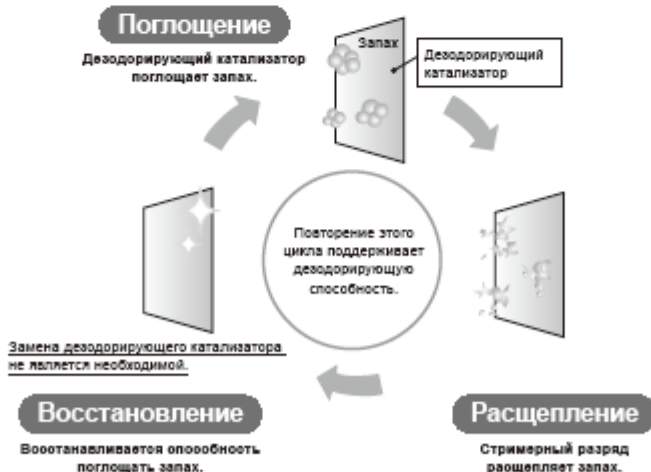 Поглощение
Дезодорирующий катализатор
поглощает запах.
Запах
Дезодорирующий
катализатор
Повторение этого
цикла поддерживает
дезодорирующую
способность.
Замена дезодорирующего катализатора
не является необходимой.
Восстановление
Восстанавливается способность
поглощать запах.
Расщепление
Стримерный разряд
расщепляет запах.